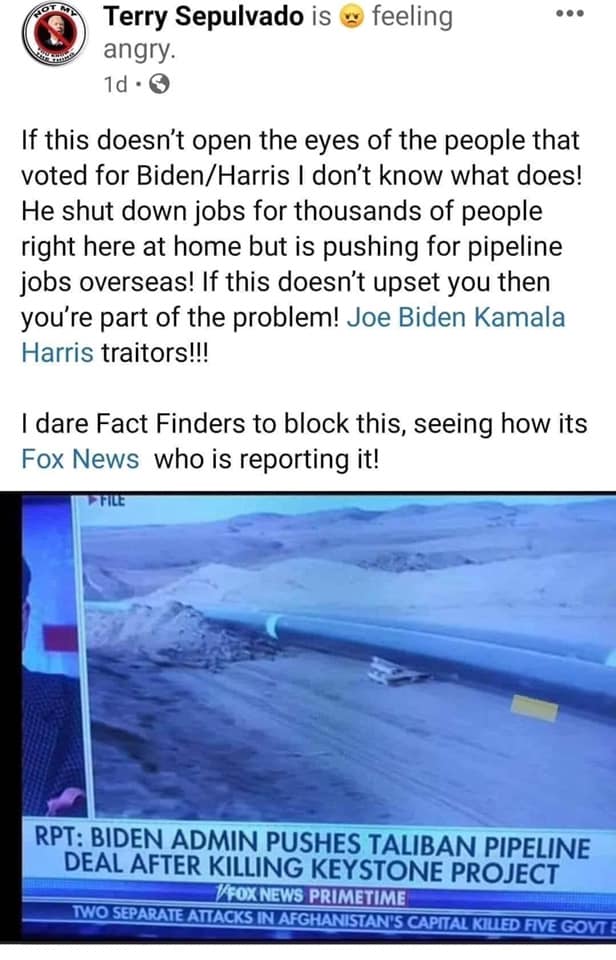 NOT MY
Terry Sepulvado is feeling
angry.
1d
If this doesn't open the eyes of the people that
voted for Biden/Harris I don't know what does!
He shut down jobs for thousands of people
right here at home but is pushing for pipeline
jobs overseas! If this doesn't upset you then
you're part of the problem! Joe Biden Kamala
Harris traitors!!!
I dare Fact Finders to block this, seeing how its
Fox News who is reporting it!
FILE
RPT: BIDEN ADMIN PUSHES TALIBAN PIPELINE
DEAL AFTER KILLING KEYSTONE PROJECT
FOX NEWS PRIMETIME
TWO SEPARATE ATTACKS IN AFGHANISTAN'S CAPITAL KILLED FIVE GOVT